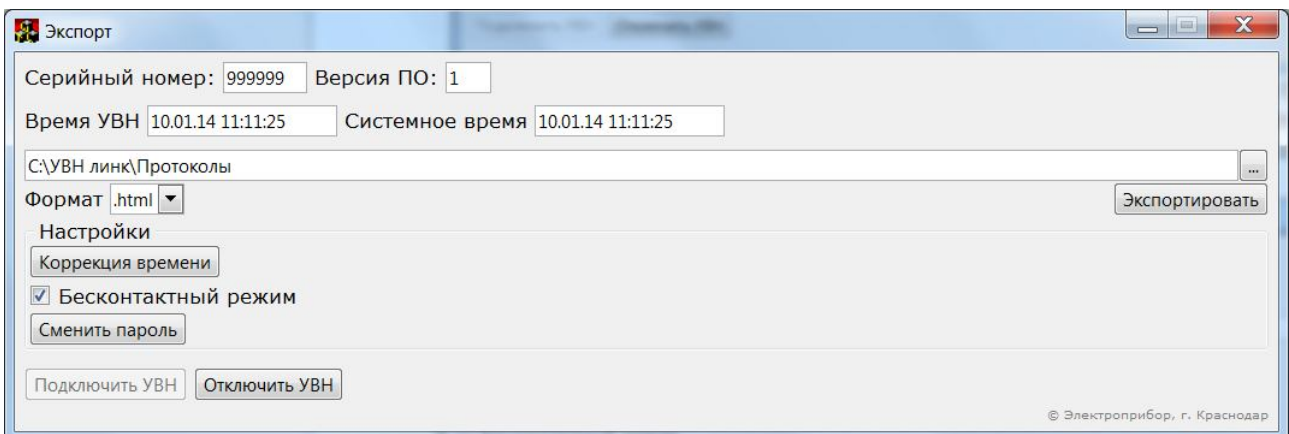 Экспорт
Серийный номер: 999999 Версия ПО: 1
Время УВН 10.01.14 11:11:25 Системное время 10.01.14 11:11:25
C:\УВН линк\Протоколы ...
Формат .html Экспортировать
Настройки
Коррекция времени
Бесконтактный режим
Сменить пароль
Подключить УВН Отключить УВН
© Электроприбор, г. Краснодар